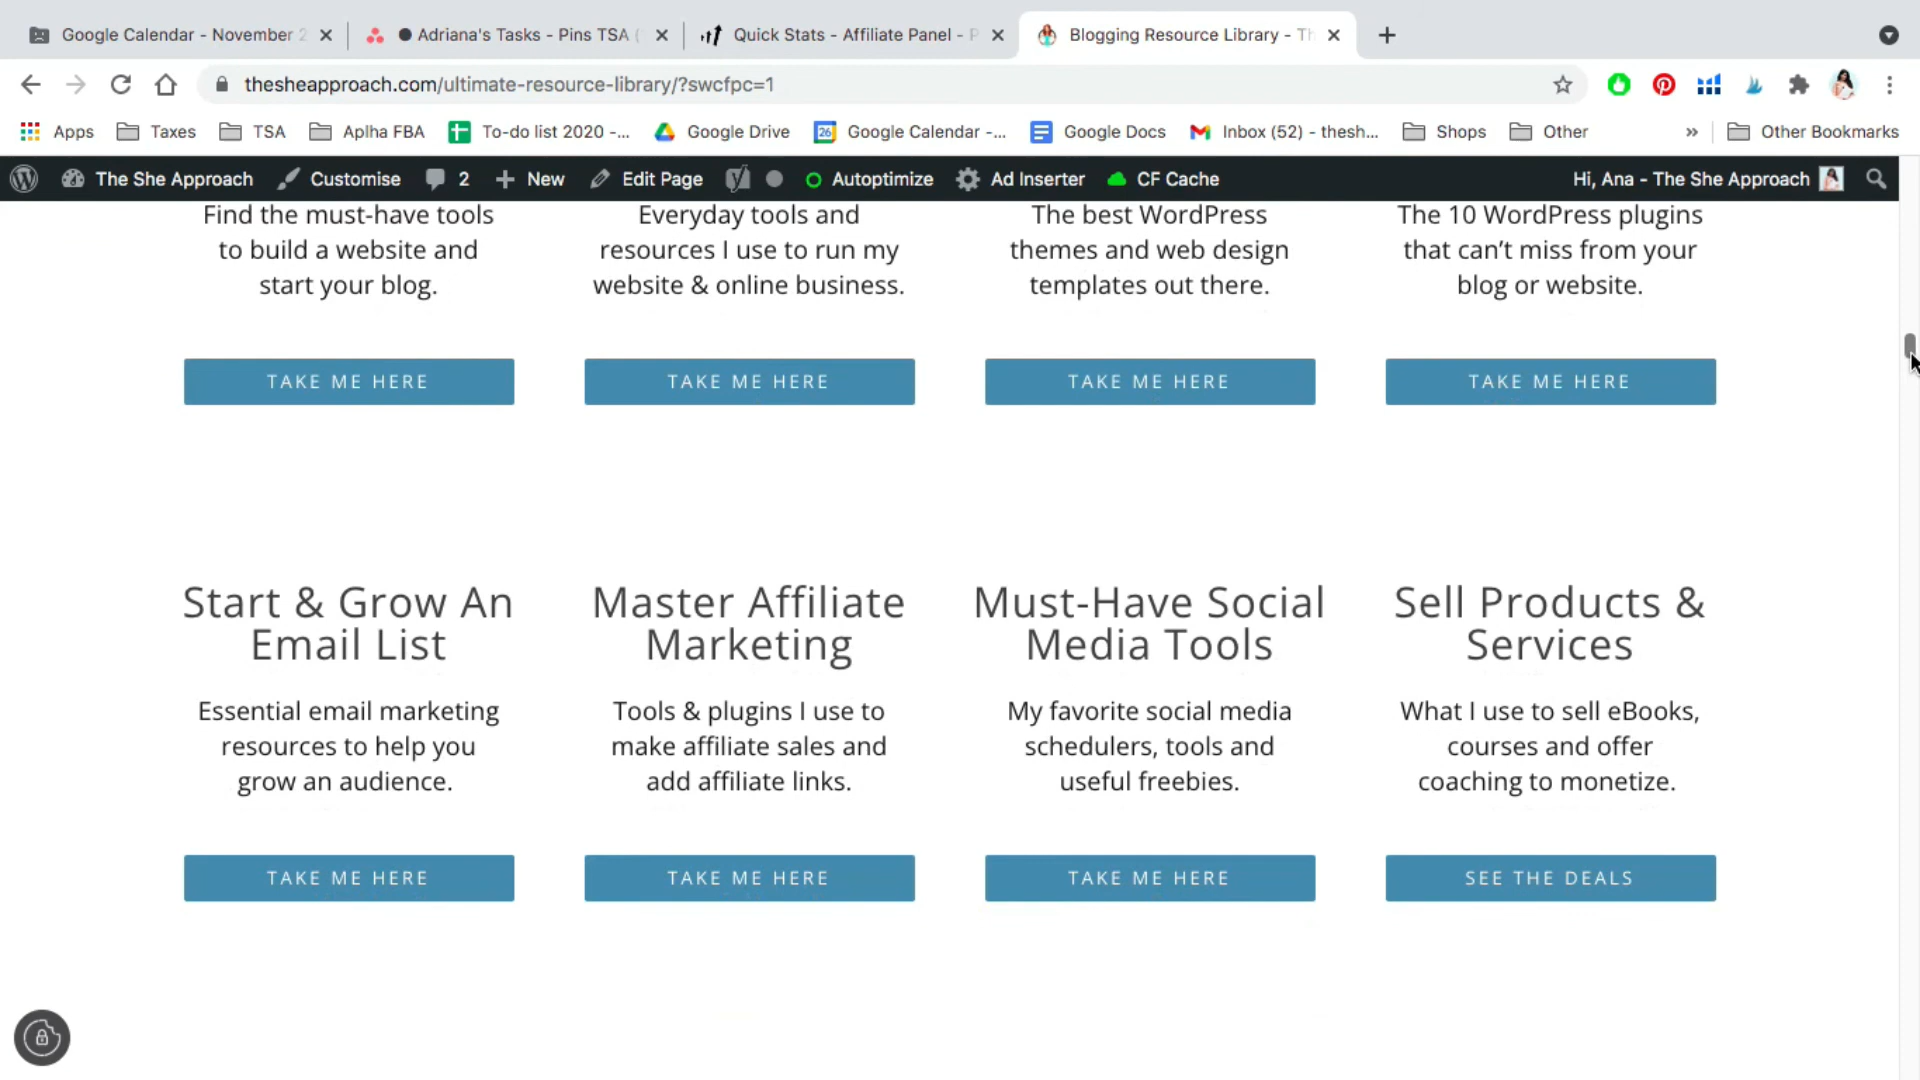 Google Calendar - November 2
Adriana's Tasks - Pins TSA (
Quick Stats - Affiliate Panel - P
Blogging Resource Library - Th
thesheapproach.com/ultimate-resource-library/?swcfpc=1
Apps
Taxes
TSA
Aplha FBA
To-do list 2020 -...
Google Drive
26
Google Calendar -...
Google Docs
Inbox (52) - thesh...
Shops
Other
»
Other Bookmarks
The She Approach
Customise
2
New
Edit Page
Autoptimize
Ad Inserter
CF Cache
Hi, Ana - The She Approach
Find the must-have tools
to build a website and
start your blog.
Everyday tools and
resources I use to run my
website & online business.
The best WordPress
themes and web design
templates out there.
The 10 WordPress plugins
that can't miss from your
blog or website.
TAKE ME HERE
TAKE ME HERE
TAKE ME HERE
TAKE ME HERE
Start & Grow An
Email List
Master Affiliate
Marketing
Must-Have Social
Media Tools
Sell Products &
Services
Essential email marketing
resources to help you
grow an audience.
Tools & plugins I use to
make affiliate sales and
add affiliate links.
My favorite social media
schedulers, tools and
useful freebies.
What I use to sell eBooks,
courses and offer
coaching to monetize.
TAKE ME HERE
TAKE ME HERE
TAKE ME HERE
SEE THE DEALS